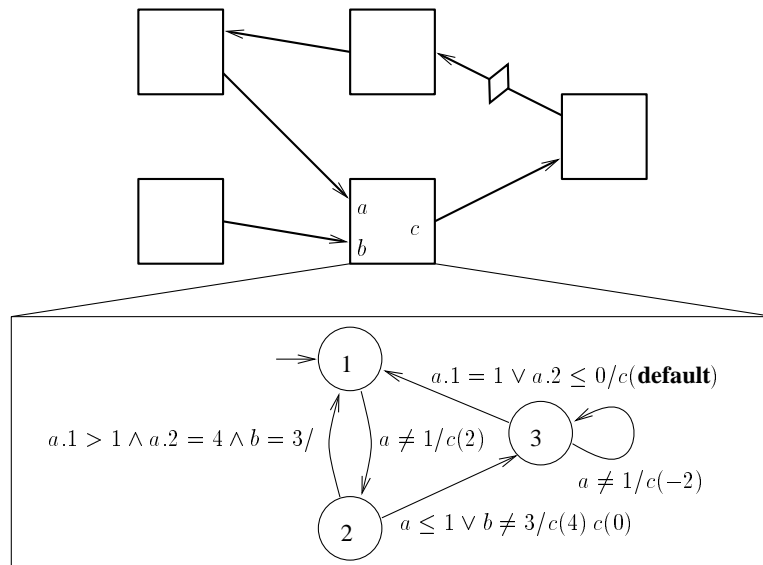 a
c
b
1
a.1 = 1 ∨ a.2 ≤ 0/c(default)
a.1 > 1 ∧ a.2 = 4 ∧ b = 3/
a ≠ 1/c(2)
3
a ≠ 1/c(−2)
2
a ≤ 1 ∨ b ≠ 3/c(4) c(0)